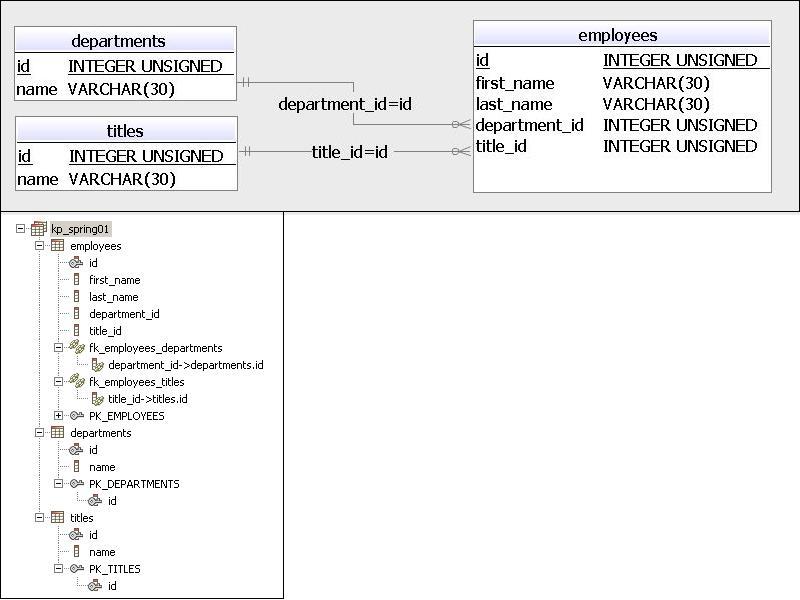 departments
id INTEGER UNSIGNED
name VARCHAR(30)
titles
id INTEGER UNSIGNED
name VARCHAR(30)
department_id=id
title_id=id
employees
id INTEGER UNSIGNED
first_name VARCHAR(30)
last_name VARCHAR(30)
department_id INTEGER UNSIGNED
title_id INTEGER UNSIGNED
kp_spring01
employees
id
first_name
last_name
department_id
title_id
fk_employees_departments
department_id->departments.id
fk_employees_titles
title_id->titles.id
PK_EMPLOYEES
departments
id
name
PK_DEPARTMENTS
id
titles
id
name
PK_TITLES
id